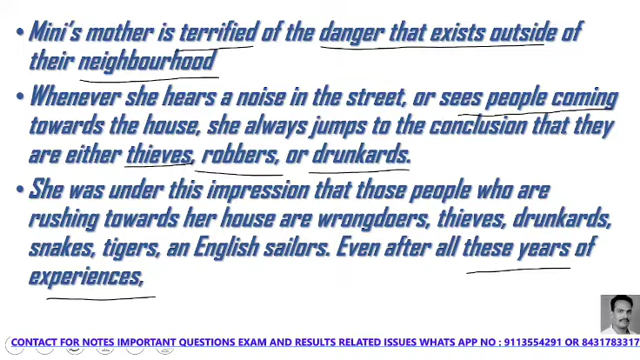 • Mini's mother is terrified of the danger that exists outside of
their neighbourhood
• Whenever she hears a noise in the street, or sees people coming
towards the house, she always jumps to the conclusion that they
are either thieves, robbers, or drunkards.
• She was under this impression that those people who are
rushing towards her house are wrongdoers, thieves, drunkards,
snakes, tigers, an English sailors. Even after all these years of
experiences,
CONTACT FOR NOTES IMPORTANT QUESTIONS EXAM AND RESULTS RELATED ISSUES WHATS APP NO : 9113554291 OR 8431783317